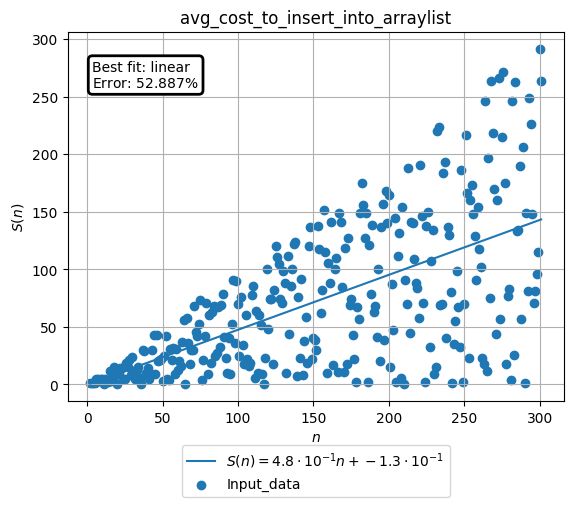 avg_cost_to_insert_into_arraylist
300
250
200
150
100
50
0
S(n)
Best fit: linear
Error: 52.887%
0 50 100 150 200 250 300
n
S(n) = 4.8 · 10⁻¹n + −1.3 · 10⁻¹
Input_data